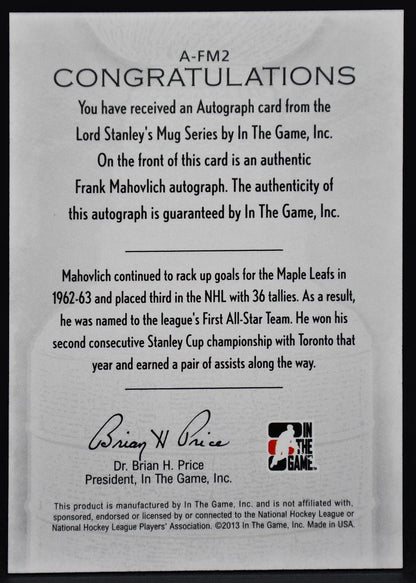 A-FM2
CONGRATULATIONS
You have received an Autograph card from the
Lord Stanley's Mug Series by In The Game, Inc.
On the front of this card is an authentic
Frank Mahovlich autograph. The authenticity of
this autograph is guaranteed by In The Game, Inc.
Mahovlich continued to rack up goals for the Maple Leafs in
1962-63 and placed third in the NHL with 36 tallies. As a result,
he was named to the league's First All-Star Team. He won his
second consecutive Stanley Cup championship with Toronto that
year and earned a pair of assists along the way.
Brian H Price
Dr. Brian H. Price
President, In The Game, Inc.
IN
THE
GAME
This product is manufactured by In The Game, Inc. and is not affiliated with,
sponsored, endorsed or licensed by or connected to the National Hockey League or
National Hockey League Players' Association. ©2013 In The Game, Inc. Made in USA.